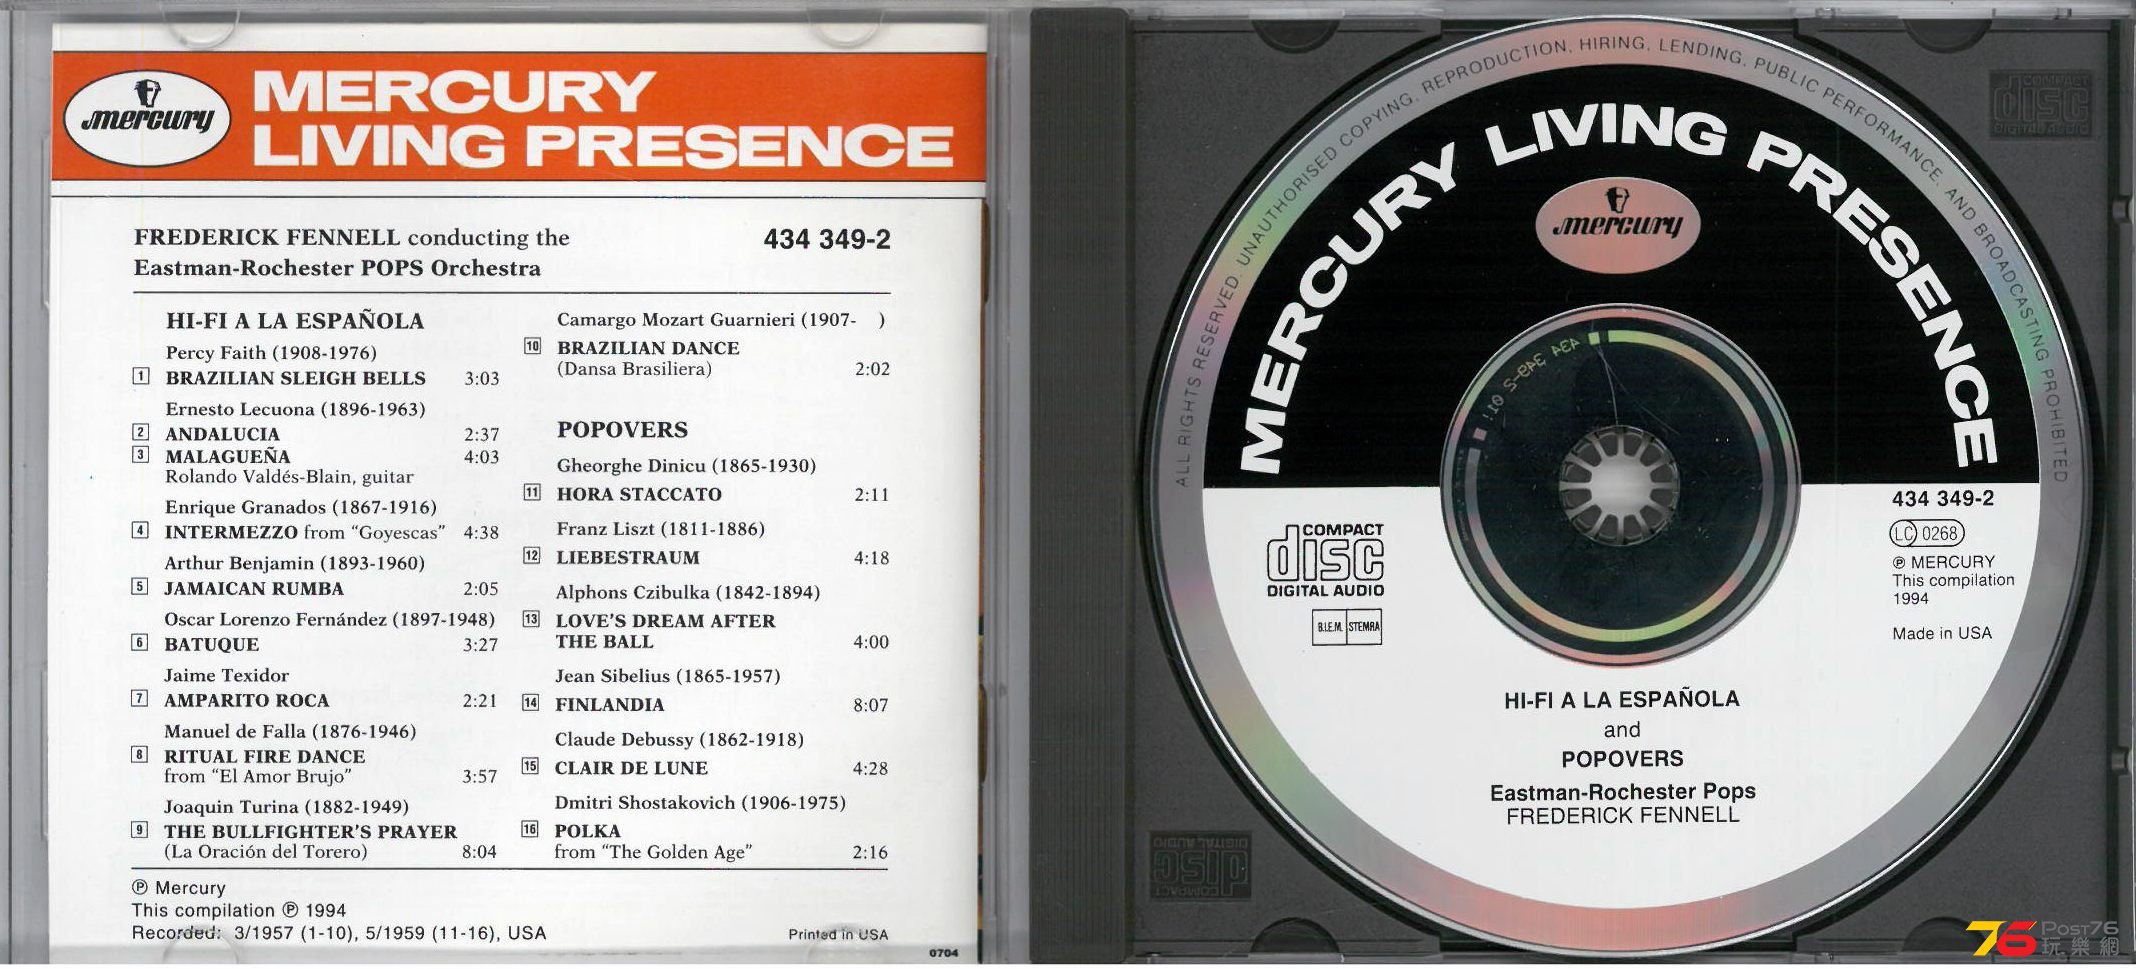 mercury
MERCURY
LIVING PRESENCE
FREDERICK FENNELL conducting the
Eastman-Rochester POPS Orchestra
434 349-2
HI-FI A LA ESPAÑOLA
Percy Faith (1908-1976)
1 BRAZILIAN SLEIGH BELLS 3:03
Ernesto Lecuona (1896-1963)
2 ANDALUCIA 2:37
3 MALAGUEÑA 4:03
Rolando Valdés-Blain, guitar
Enrique Granados (1867-1916)
4 INTERMEZZO from “Goyescas” 4:38
Arthur Benjamin (1893-1960)
5 JAMAICAN RUMBA 2:05
Oscar Lorenzo Fernández (1897-1948)
6 BATUQUE 3:27
Jaime Texidor
7 AMPARITO ROCA 2:21
Manuel de Falla (1876-1946)
8 RITUAL FIRE DANCE
from “El Amor Brujo” 3:57
Joaquin Turina (1882-1949)
9 THE BULLFIGHTER'S PRAYER
(La Oración del Torero) 8:04
Camargo Mozart Guarnieri (1907- )
10 BRAZILIAN DANCE
(Dansa Brasiliera) 2:02
POPOVERS
Gheorghe Dinicu (1865-1930)
11 HORA STACCATO 2:11
Franz Liszt (1811-1886)
12 LIEBESTRAUM 4:18
Alphons Czibulka (1842-1894)
13 LOVE'S DREAM AFTER
THE BALL 4:00
Jean Sibelius (1865-1957)
14 FINLANDIA 8:07
Claude Debussy (1862-1918)
15 CLAIR DE LUNE 4:28
Dmitri Shostakovich (1906-1975)
16 POLKA
from “The Golden Age” 2:16
℗ Mercury
This compilation ℗ 1994
Recorded: 3/1957 (1-10), 5/1959 (11-16), USA
Printed in USA
0704
ALL RIGHTS RESERVED. UNAUTHORISED COPYING, REPRODUCTION, HIRING, LENDING, PUBLIC PERFORMANCE, AND BROADCASTING PROHIBITED
MERCURY LIVING PRESENCE
mercury
434 349-2 01!
434 349-2
LC 0268
℗ MERCURY
This compilation
1994
Made in USA
COMPACT
disc
DIGITAL AUDIO
B.I.E.M. STEMRA
HI-FI A LA ESPAÑOLA
and
POPOVERS
Eastman-Rochester Pops
FREDERICK FENNELL
COMPACT
disc
DIGITAL AUDIO
COMPACT
disc
DIGITAL AUDIO
76 Post76
玩樂網